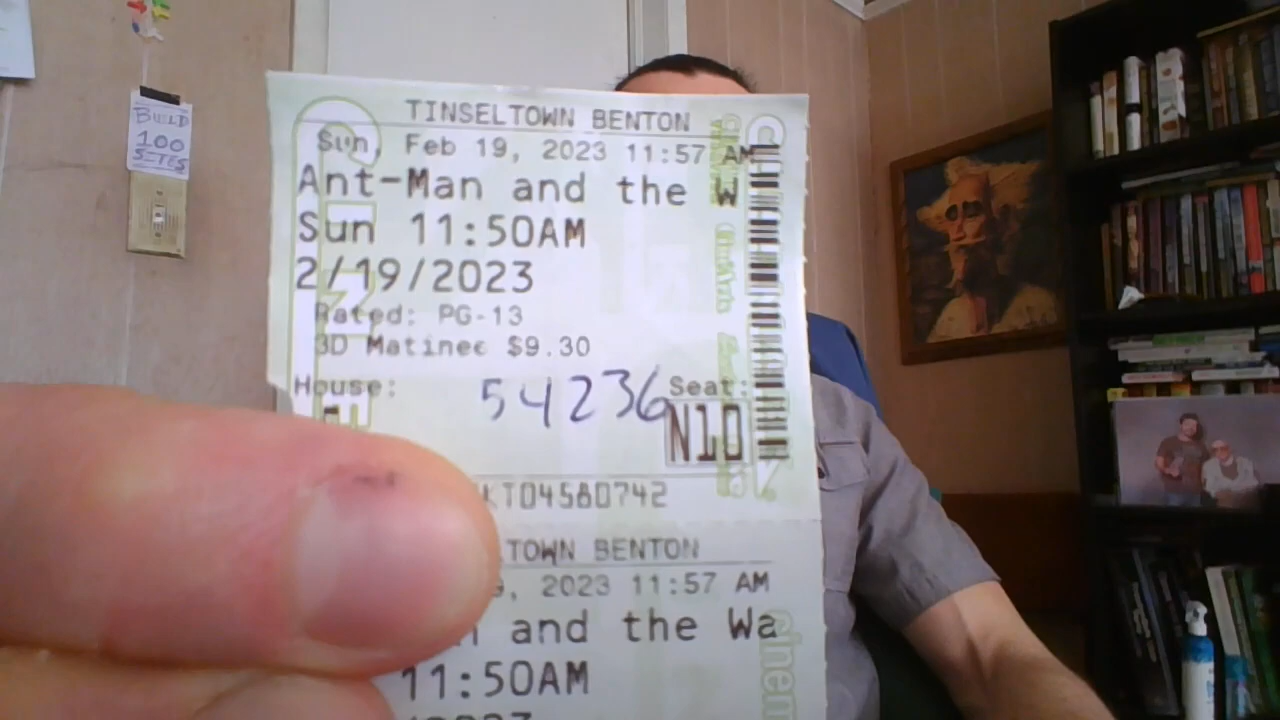 BUILD
100
SITES
TINSELTOWN BENTON
Sun, Feb 19, 2023 11:57 AM
Ant-Man and the W
Sun 11:50AM
2/19/2023
Rated: PG-13
3D Matinee $9.30
House: 54236 Seat:
N10
KT04580742
TOWN BENTON
9, 2023 11:57 AM
and the Wa
11:50AM